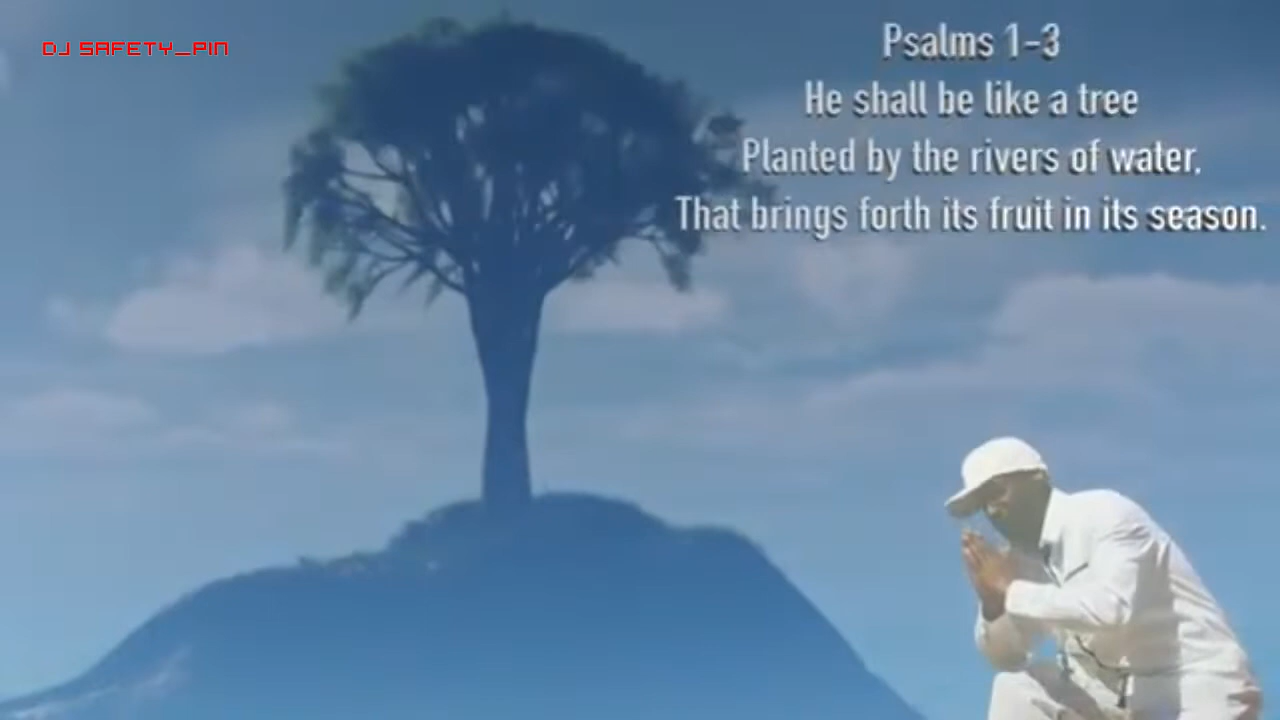 DJ SAFETY_PIN
Psalms 1-3
He shall be like a tree
Planted by the rivers of water,
That brings forth its fruit in its season.